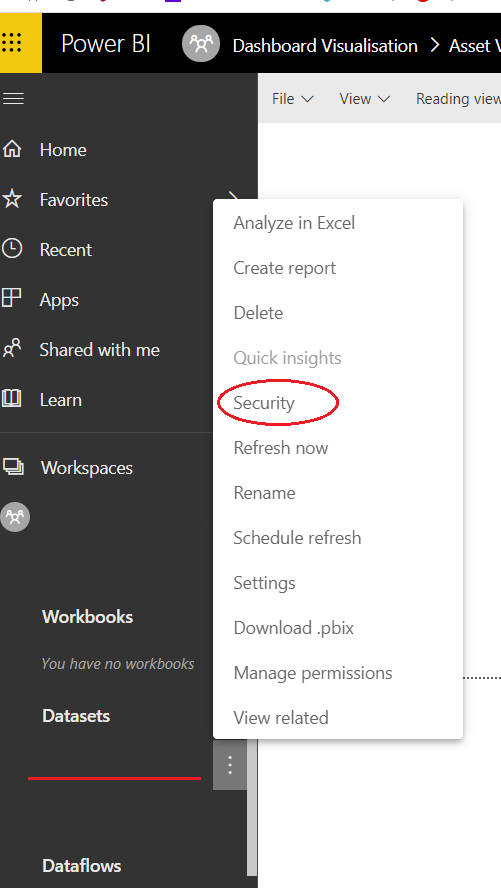 Power BI
Dashboard Visualisation > Asset
File View Reading view
Home
Favorites
Recent
Apps
Shared with me
Learn
Workspaces
Workbooks
You have no workbooks
Datasets
Dataflows
Analyze in Excel
Create report
Delete
Quick insights
Security
Refresh now
Rename
Schedule refresh
Settings
Download .pbix
Manage permissions
View related